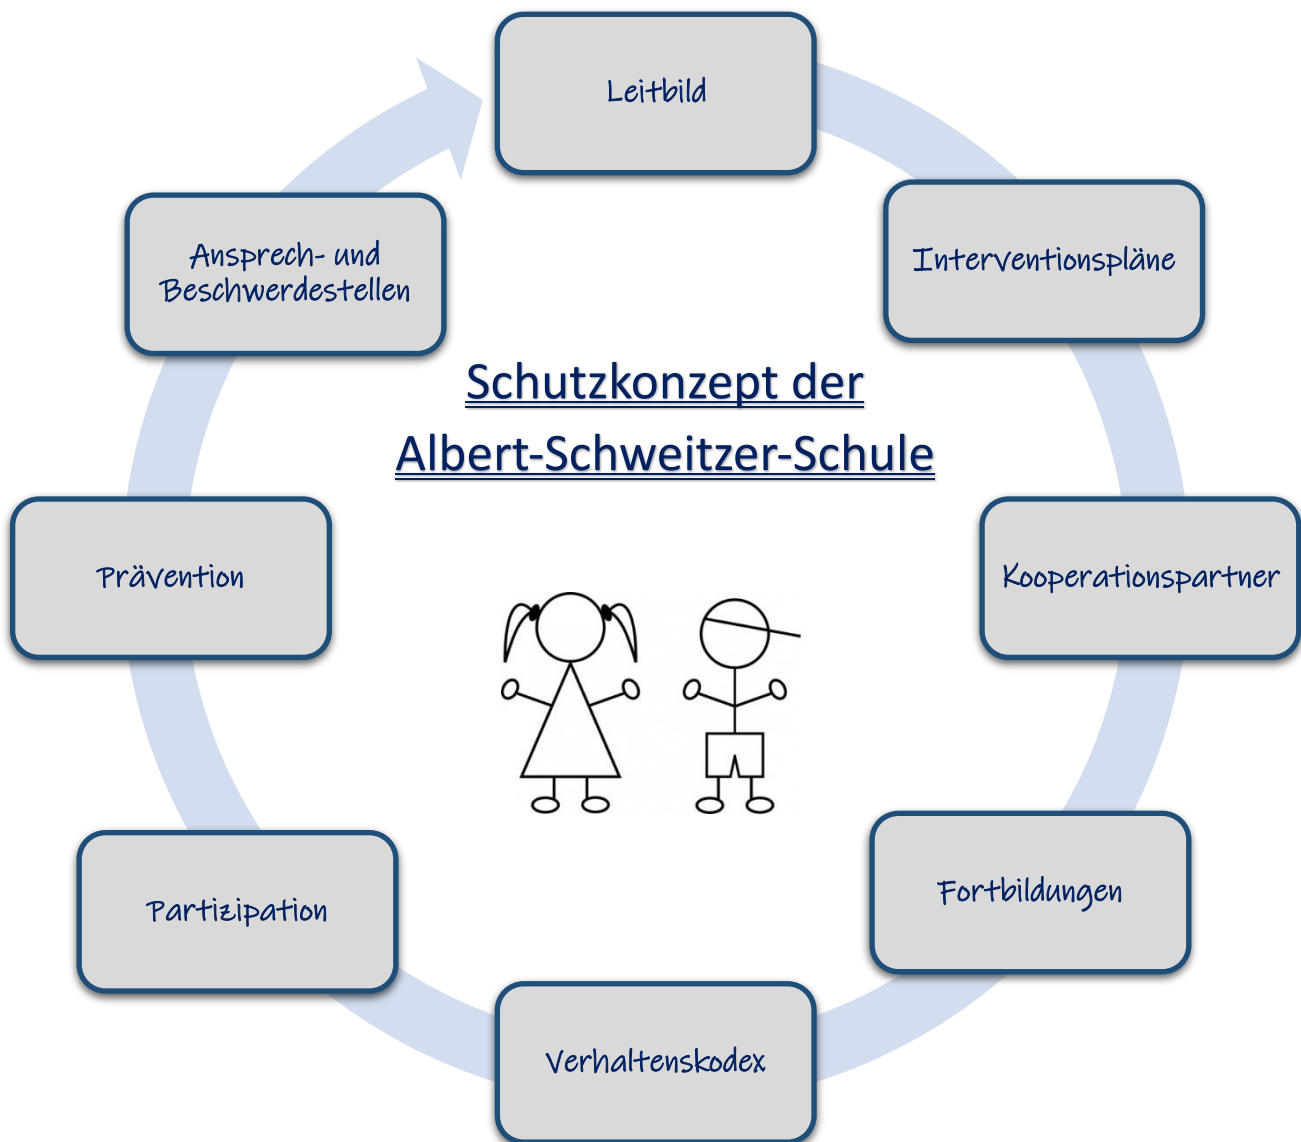 Leitbild
Interventionspläne
Ansprech- und
Beschwerdestellen
Schutzkonzept der
Albert-Schweitzer-Schule
Prävention
Kooperationspartner
Partizipation
Fortbildungen
Verhaltenskodex